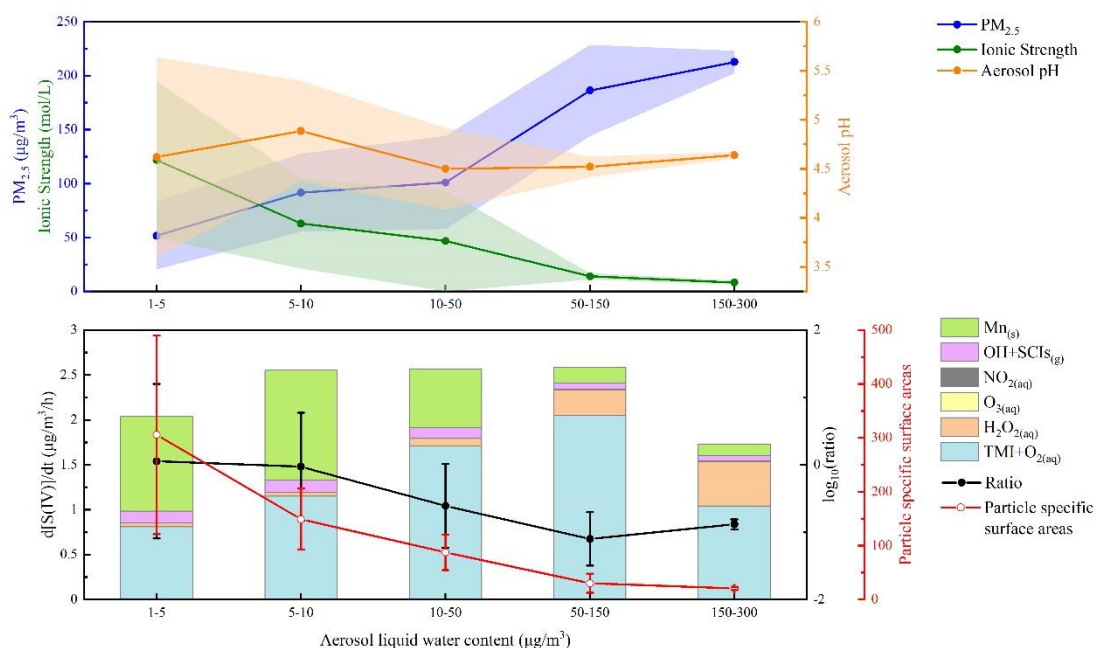 250
200
150
100
50
0
PM2.5 (μg/m³)
Ionic Strength (mol/L)
6
5.5
5
4.5
4
3.5
Aerosol pH
PM2.5
Ionic Strength
Aerosol pH
1-5
5-10
10-50
50-150
150-300
3
2.5
2
1.5
1
0.5
0
d[S(IV)]/dt (μg/m³/h)
2
0
-2
log10(ratio)
500
400
300
200
100
0
Particle specific surface areas
Mn(s)
OH+SCIs(g)
NO2(aq)
O3(aq)
H2O2(aq)
TMI+O2(aq)
Ratio
Particle specific
surface areas
1-5
5-10
10-50
50-150
150-300
Aerosol liquid water content (μg/m³)